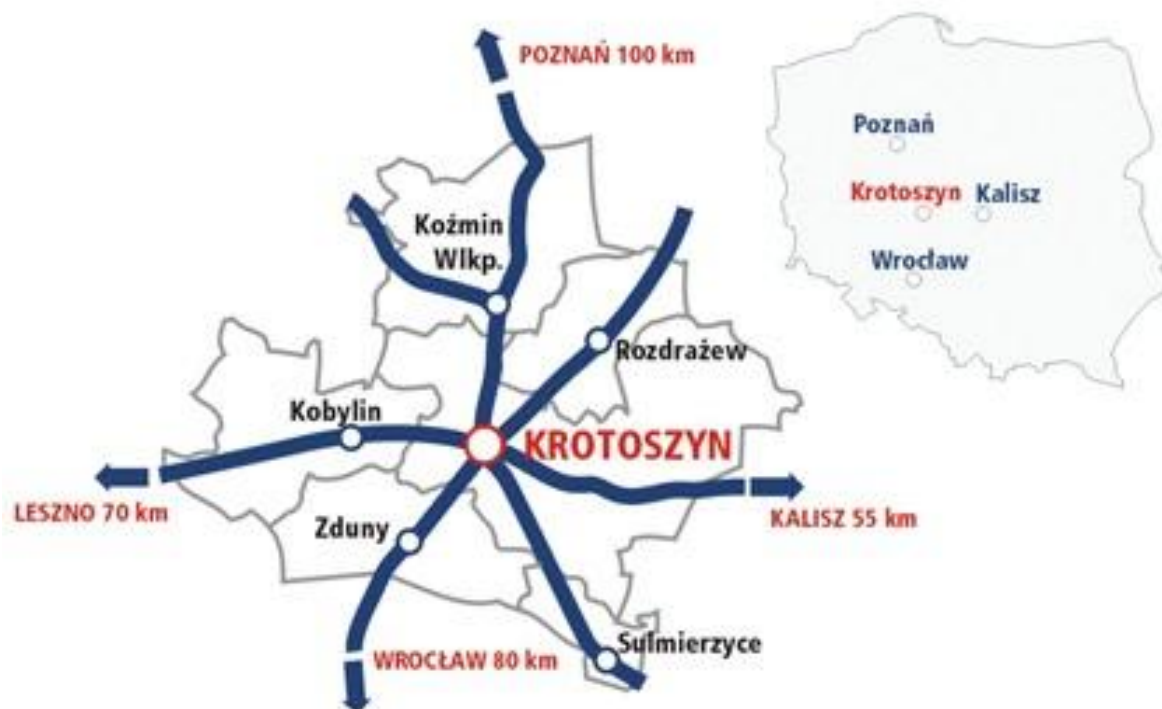 POZNAŃ 100 km
Poznań
Krotoszyn
Kalisz
Wrocław
Koźmin
Wlkp.
Rozdrażew
Kobylin
KROTOSZYN
LESZNO 70 km
KALISZ 55 km
Zduny
Sulmierzyce
WROCŁAW 80 km